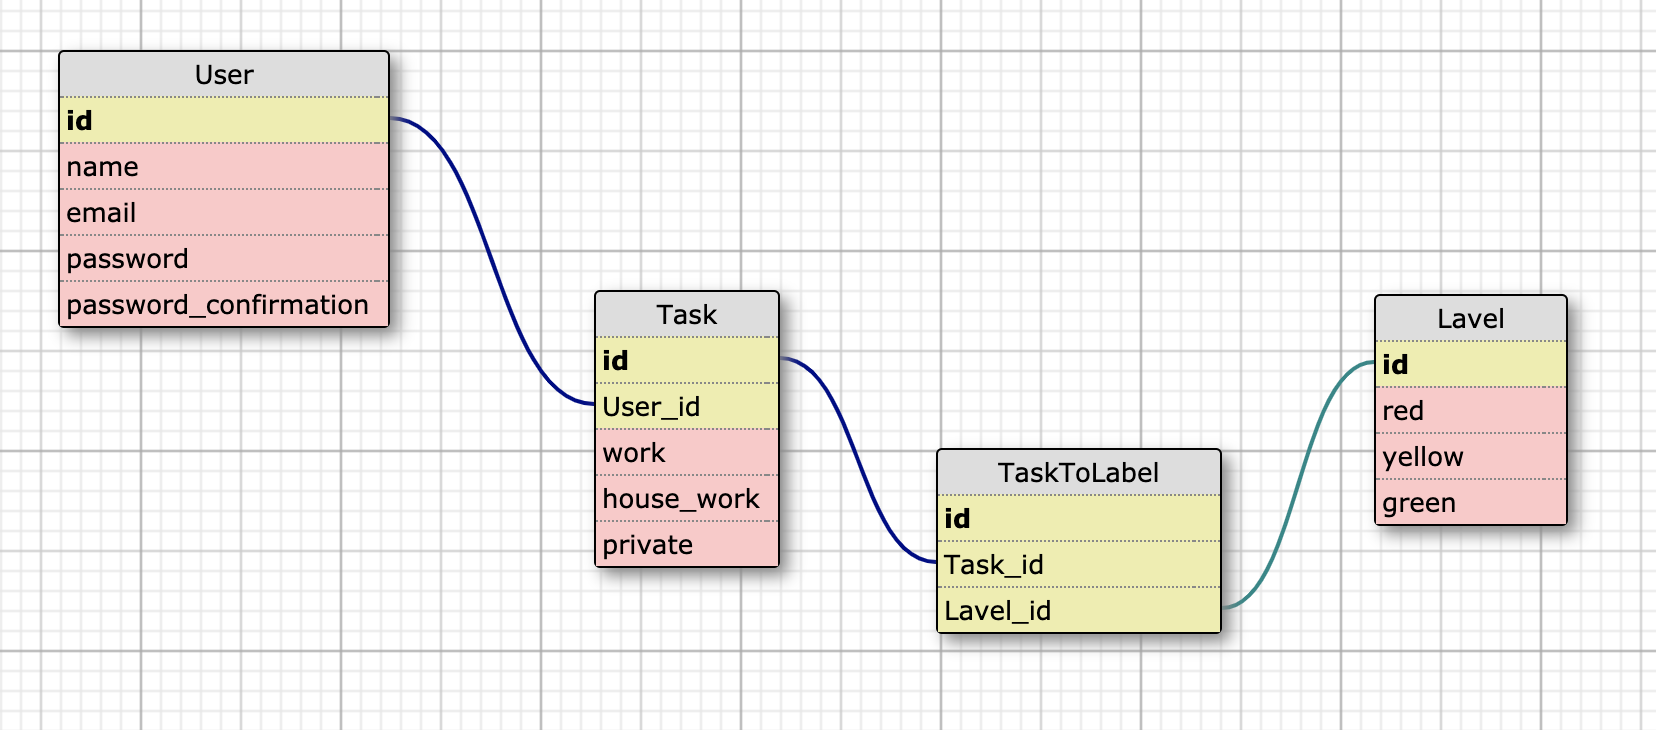 User
id
name
email
password
password_confirmation
Task
id
User_id
work
house_work
private
TaskToLabel
id
Task_id
Lavel_id
Lavel
id
red
yellow
green